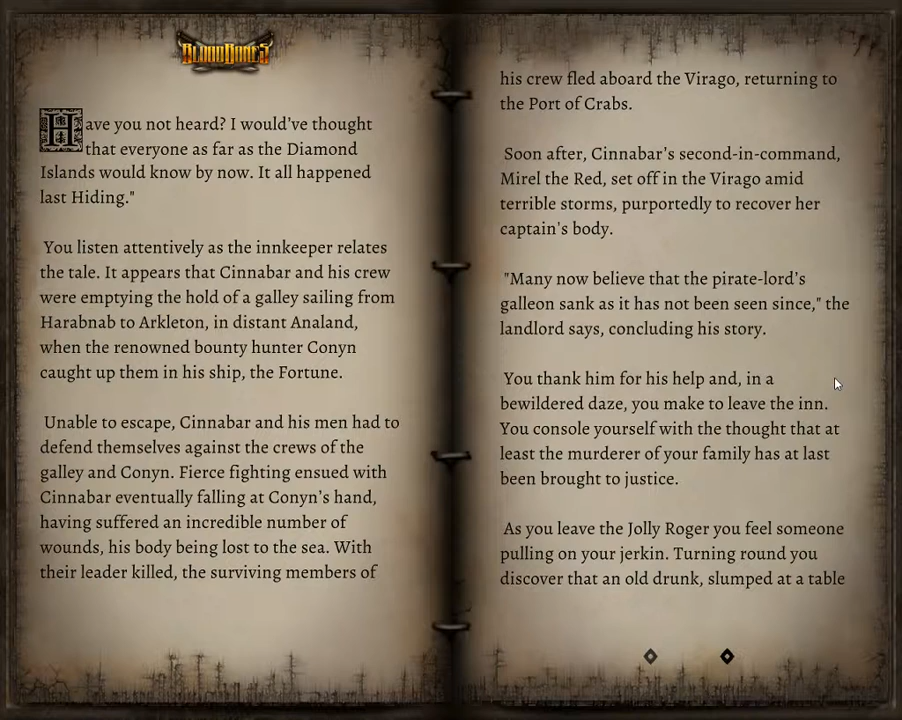 BLOODBONES
Have you not heard? I would've thought
that everyone as far as the Diamond
Islands would know by now. It all happened
last Hiding."
You listen attentively as the innkeeper relates
the tale. It appears that Cinnabar and his crew
were emptying the hold of a galley sailing from
Harabnab to Arkleton, in distant Analand,
when the renowned bounty hunter Conyn
caught up them in his ship, the Fortune.
Unable to escape, Cinnabar and his men had to
defend themselves against the crews of the
galley and Conyn. Fierce fighting ensued with
Cinnabar eventually falling at Conyn's hand,
having suffered an incredible number of
wounds, his body being lost to the sea. With
their leader killed, the surviving members of
his crew fled aboard the Virago, returning to
the Port of Crabs.
Soon after, Cinnabar's second-in-command,
Mirel the Red, set off in the Virago amid
terrible storms, purportedly to recover her
captain's body.
"Many now believe that the pirate-lord's
galleon sank as it has not been seen since," the
landlord says, concluding his story.
You thank him for his help and, in a
bewildered daze, you make to leave the inn.
You console yourself with the thought that at
least the murderer of your family has at last
been brought to justice.
As you leave the Jolly Roger you feel someone
pulling on your jerkin. Turning round you
discover that an old drunk, slumped at a table